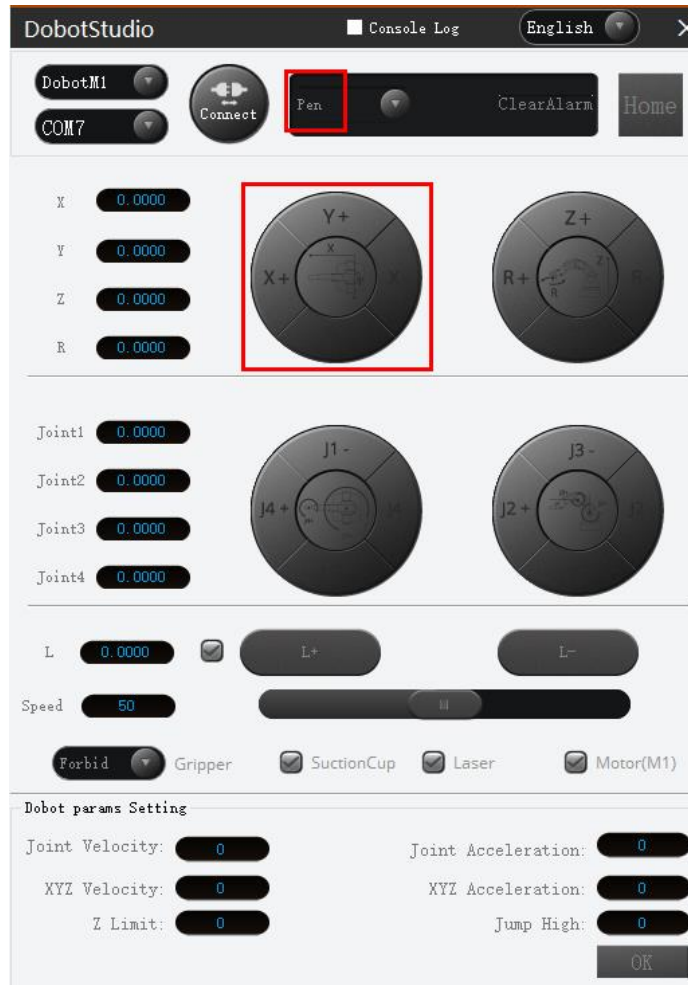 DobotStudio Console Log English
DobotM1
COM7
Connect
Pen ClearAlarm Home
X 0.0000
Y 0.0000
Z 0.0000
R 0.0000
Y+
X+ X
X
Z+
R+ R
Z
R
Joint1 0.0000
Joint2 0.0000
Joint3 0.0000
Joint4 0.0000
J1 -
J4 +
J3 -
J2 +
L 0.0000 L+ L-
Speed 50
Forbid Gripper SuctionCup Laser Motor(M1)
Dobot params Setting
Joint Velocity: 0 Joint Acceleration: 0
XYZ Velocity: 0 XYZ Acceleration: 0
Z Limit: 0 Jump High: 0
OK